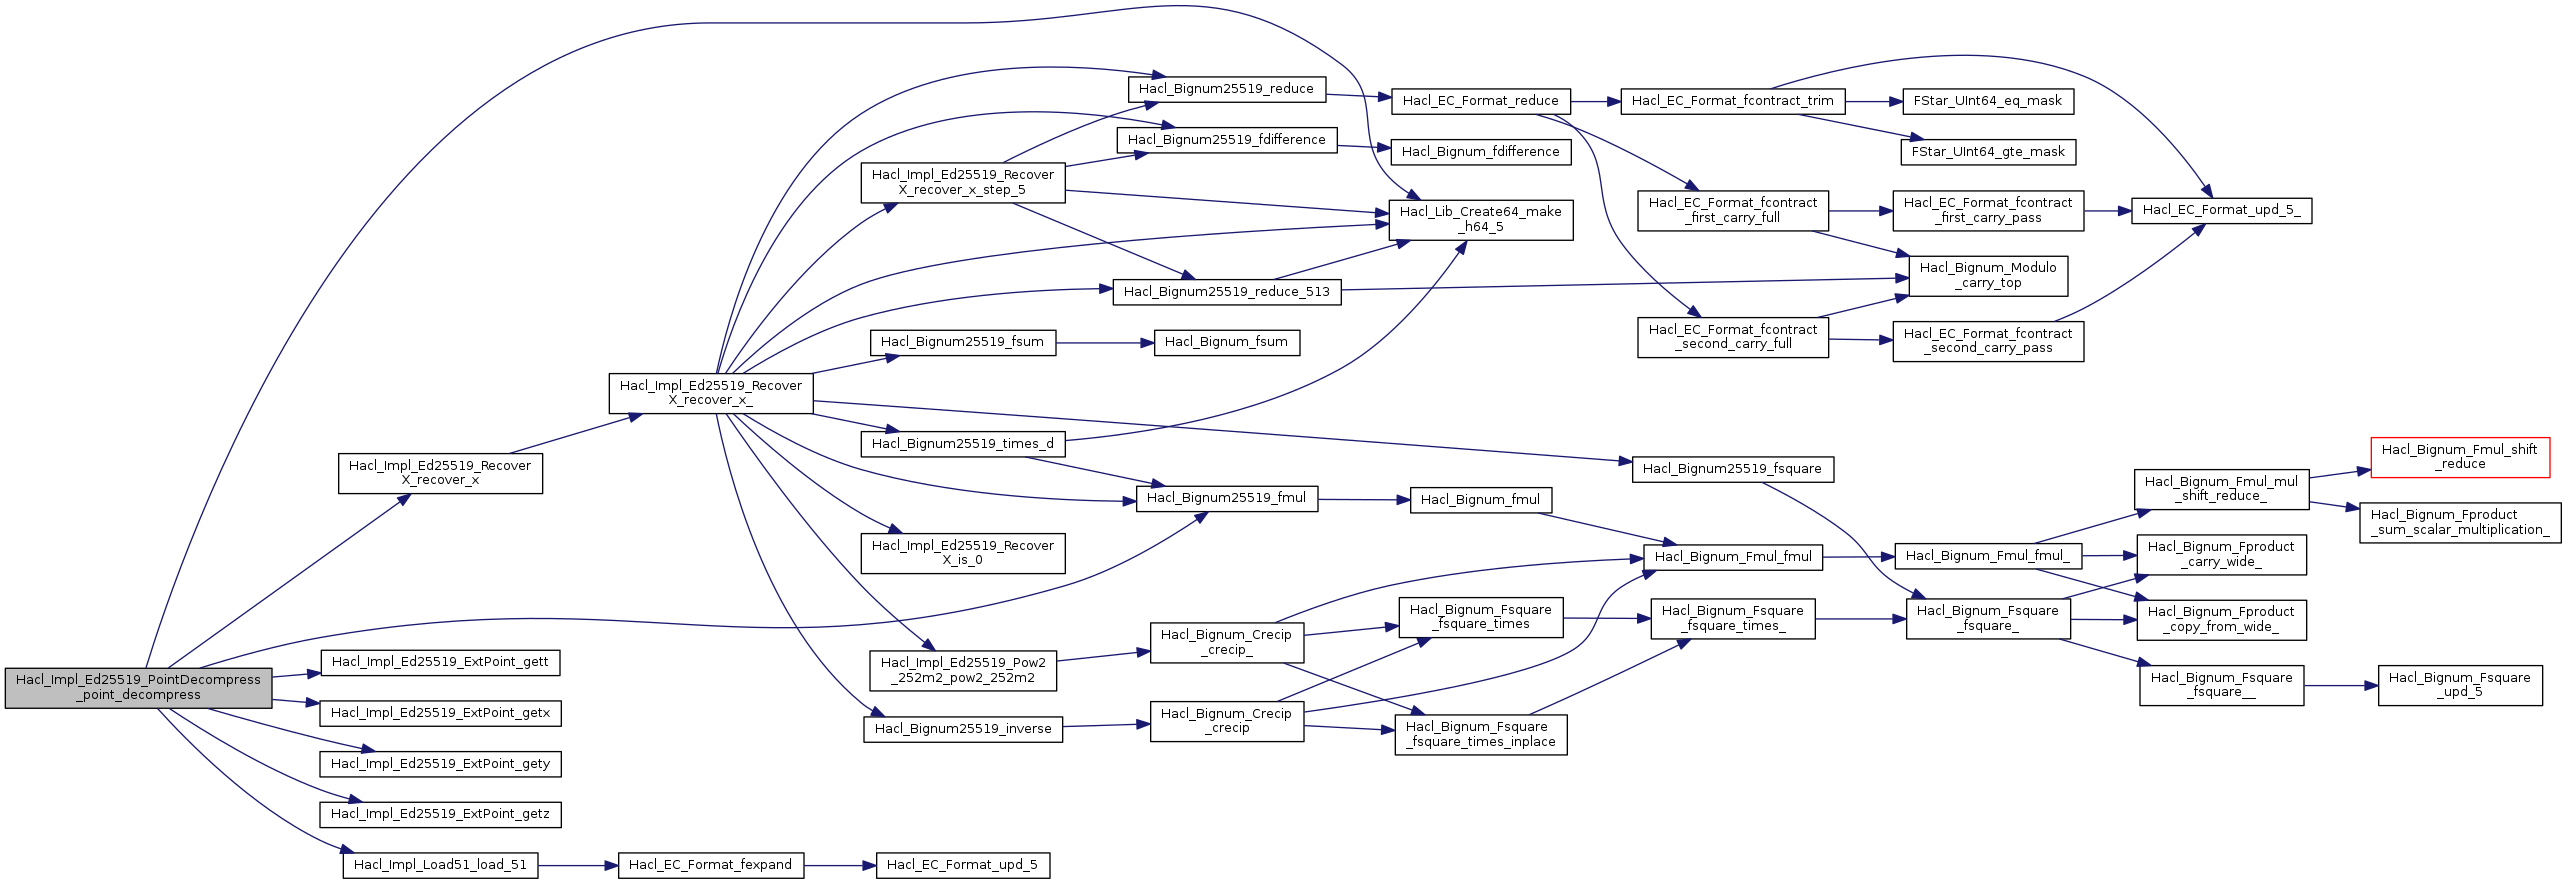 Hacl_Impl_Ed25519_PointDecompress
_point_decompress
Hacl_Impl_Ed25519_Recover
X_recover_x
Hacl_Impl_Ed25519_ExtPoint_gett
Hacl_Impl_Ed25519_ExtPoint_getx
Hacl_Impl_Ed25519_ExtPoint_gety
Hacl_Impl_Ed25519_ExtPoint_getz
Hacl_Impl_Load51_load_51
Hacl_Impl_Ed25519_Recover
X_recover_x_
Hacl_EC_Format_fexpand
Hacl_Impl_Ed25519_Recover
X_recover_x_step_5
Hacl_Bignum25519_fsum
Hacl_Bignum25519_times_d
Hacl_Impl_Ed25519_Recover
X_is_0
Hacl_Impl_Ed25519_Pow2
_252m2_pow2_252m2
Hacl_Bignum25519_inverse
Hacl_EC_Format_upd_5
Hacl_Bignum25519_reduce
Hacl_Bignum25519_fdifference
Hacl_Bignum25519_reduce_513
Hacl_Bignum_fsum
Hacl_Bignum25519_fmul
Hacl_Bignum_Crecip
_crecip_
Hacl_Bignum_Crecip
_crecip
Hacl_EC_Format_reduce
Hacl_Bignum_fdifference
Hacl_Lib_Create64_make
_h64_5
Hacl_Bignum_fmul
Hacl_Bignum_Fsquare
_fsquare_times
Hacl_Bignum_Fsquare
_fsquare_times_inplace
Hacl_EC_Format_fcontract_trim
Hacl_EC_Format_fcontract
_first_carry_full
Hacl_EC_Format_fcontract
_second_carry_full
Hacl_Bignum25519_fsquare
Hacl_Bignum_Fmul_fmul
Hacl_Bignum_Fsquare
_fsquare_times_
FStar_UInt64_eq_mask
FStar_UInt64_gte_mask
Hacl_EC_Format_fcontract
_first_carry_pass
Hacl_Bignum_Modulo
_carry_top
Hacl_EC_Format_fcontract
_second_carry_pass
Hacl_Bignum_Fmul_fmul_
Hacl_Bignum_Fsquare
_fsquare_
Hacl_EC_Format_upd_5_
Hacl_Bignum_Fmul_mul
_shift_reduce_
Hacl_Bignum_Fproduct
_carry_wide_
Hacl_Bignum_Fproduct
_copy_from_wide_
Hacl_Bignum_Fsquare
_fsquare__
Hacl_Bignum_Fmul_shift
_reduce
Hacl_Bignum_Fproduct
_sum_scalar_multiplication_
Hacl_Bignum_Fsquare
_upd_5